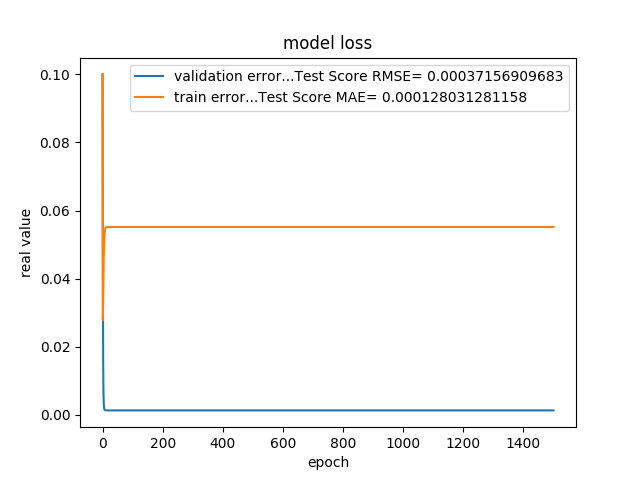 model loss
validation error...Test Score RMSE= 0.00037156909683
train error...Test Score MAE= 0.000128031281158
0.10
0.08
0.06
0.04
0.02
0.00
real value
0 200 400 600 800 1000 1200 1400
epoch